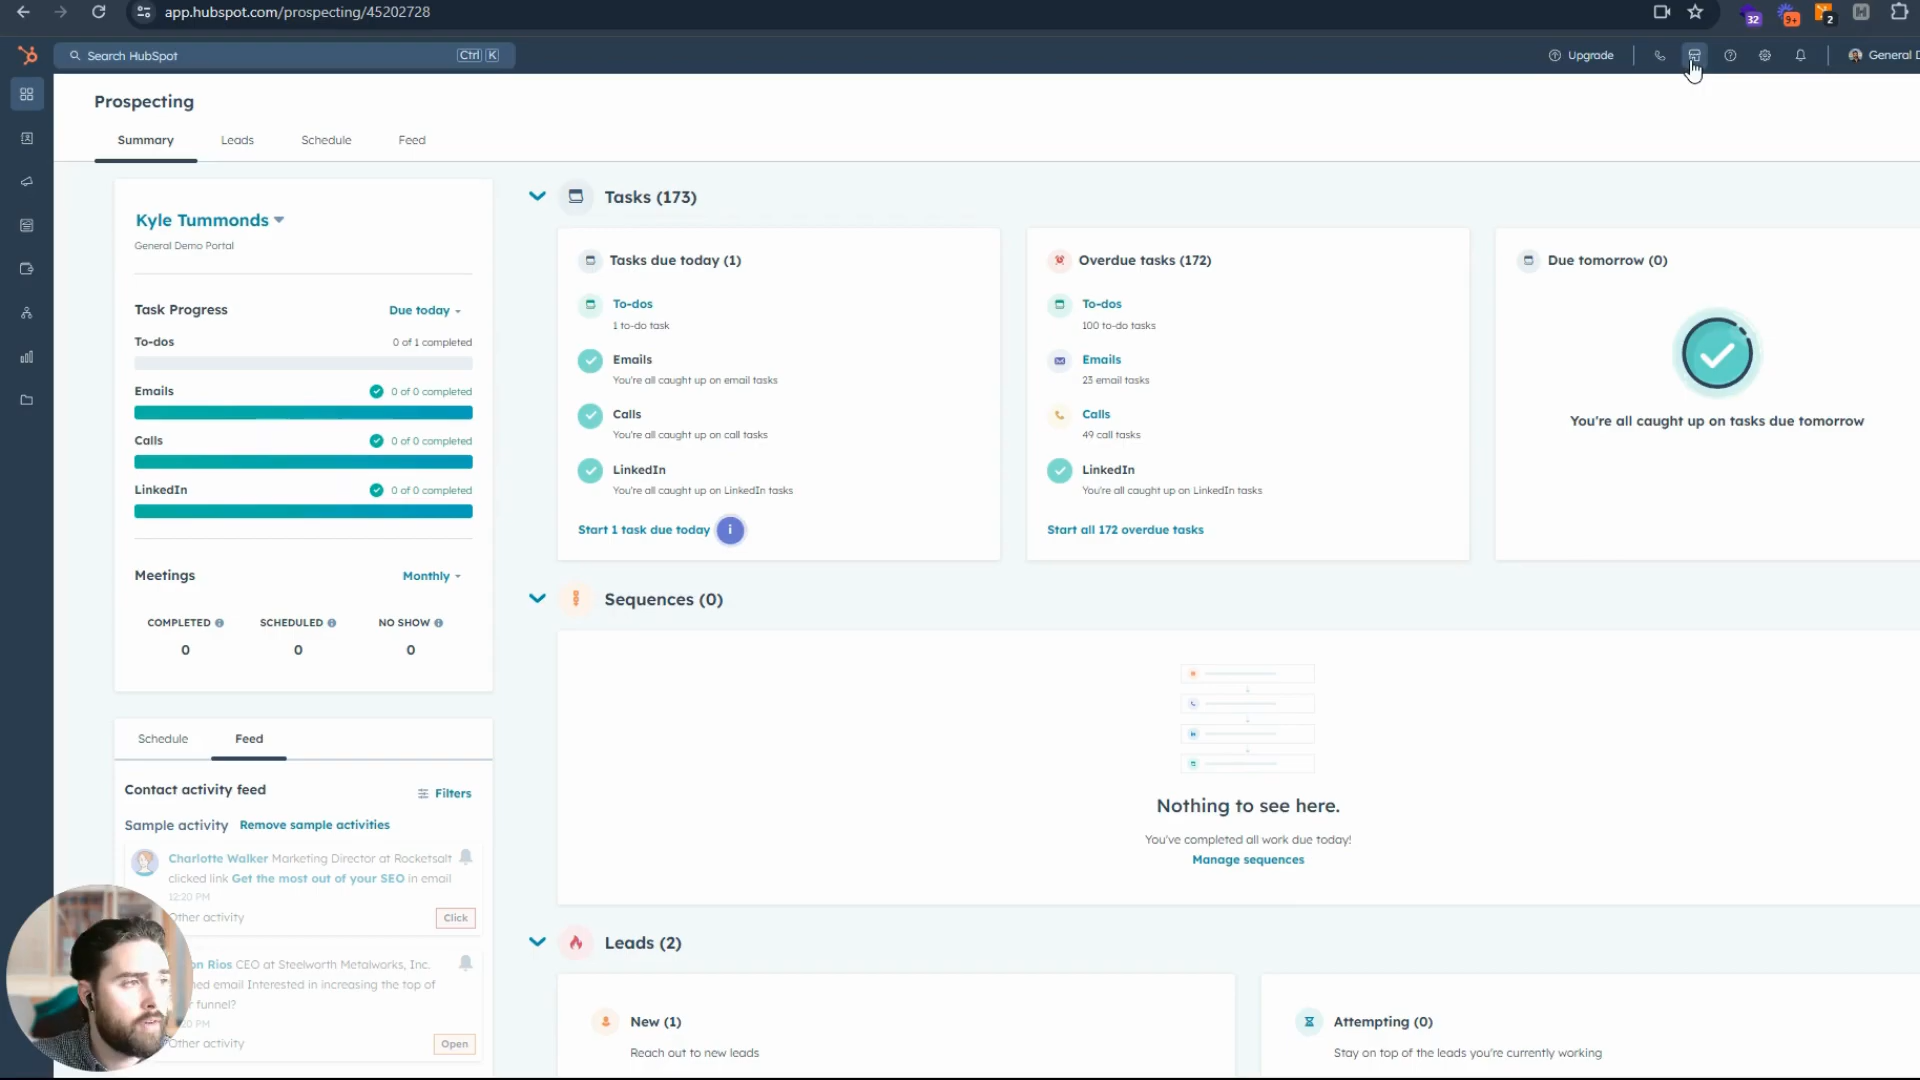 app.hubspot.com/prospecting/45202728
32
9+
2
Search HubSpot
Ctrl K
Upgrade
General D
Prospecting
Summary
Leads
Schedule
Feed
Kyle Tummonds
General Demo Portal
Task Progress
Due today
To-dos
0 of 1 completed
Emails
0 of 0 completed
Calls
0 of 0 completed
LinkedIn
0 of 0 completed
Meetings
Monthly
COMPLETED
SCHEDULED
NO SHOW
0
0
0
Schedule
Feed
Contact activity feed
Filters
Sample activity
Remove sample activities
Charlotte Walker Marketing Director at Rocketsalt
clicked link Get the most out of your SEO in email
12:20 PM
Other activity
Click
on Rios CEO at Steelworth Metalworks, Inc.
ned email Interested in increasing the top of
r funnel?
20 PM
Other activity
Open
Tasks (173)
Tasks due today (1)
To-dos
1 to-do task
Emails
You're all caught up on email tasks
Calls
You're all caught up on call tasks
LinkedIn
You're all caught up on LinkedIn tasks
Start 1 task due today
i
Overdue tasks (172)
To-dos
100 to-do tasks
Emails
23 email tasks
Calls
49 call tasks
LinkedIn
You're all caught up on LinkedIn tasks
Start all 172 overdue tasks
Due tomorrow (0)
You're all caught up on tasks due tomorrow
Sequences (0)
Nothing to see here.
You've completed all work due today!
Manage sequences
Leads (2)
New (1)
Reach out to new leads
Attempting (0)
Stay on top of the leads you're currently working